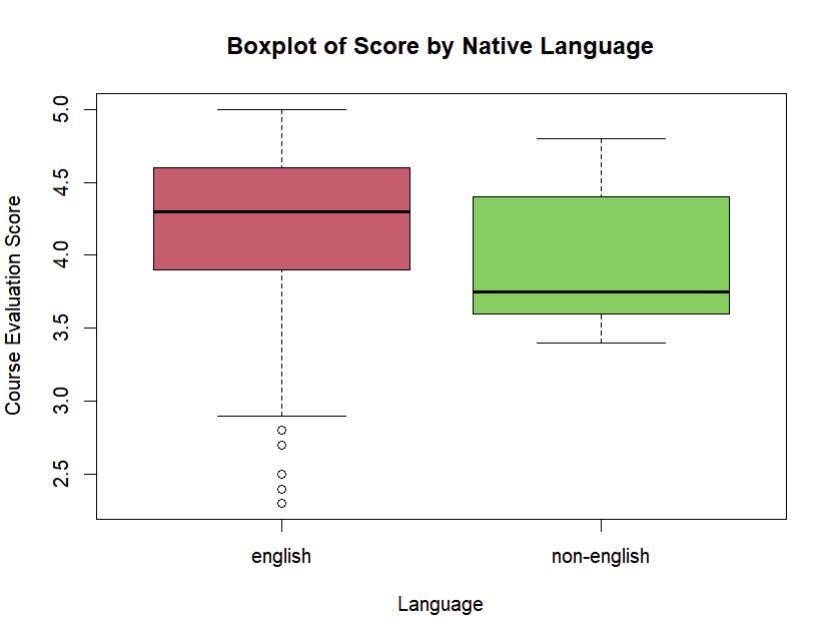 Boxplot of Score by Native Language
Course Evaluation Score
5.0
4.5
4.0
3.5
3.0
2.5
english
non-english
Language